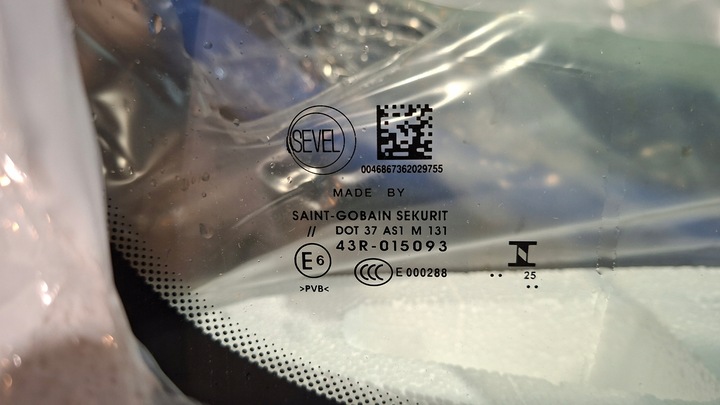 SEVEL
0046867362029755
MADE BY
SAINT-GOBAIN SEKURIT
// DOT 37 AS1 M 131
43R-015093
E6
CCC E 000288
>PVB<
.. 25
..